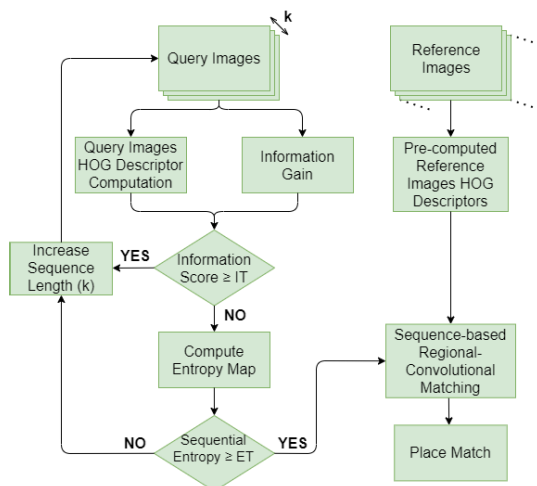 k
Query Images
Reference
Images
Query Images
HOG Descriptor
Computation
Information
Gain
Pre-computed
Reference
Images HOG
Descriptors
Increase
Sequence
Length (k)
YES
Information
Score ≥ IT
NO
Compute
Entropy Map
Sequence-based
Regional-
Convolutional
Matching
NO
Sequential
Entropy ≥ ET
YES
Place Match